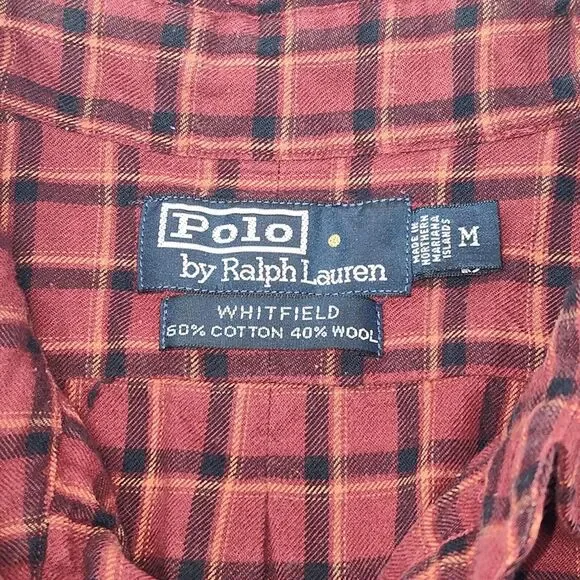 Polo
by Ralph Lauren
MADE IN
NORTHERN
MARIANA
ISLANDS
M
WHITFIELD
60% COTTON 40% WOOL